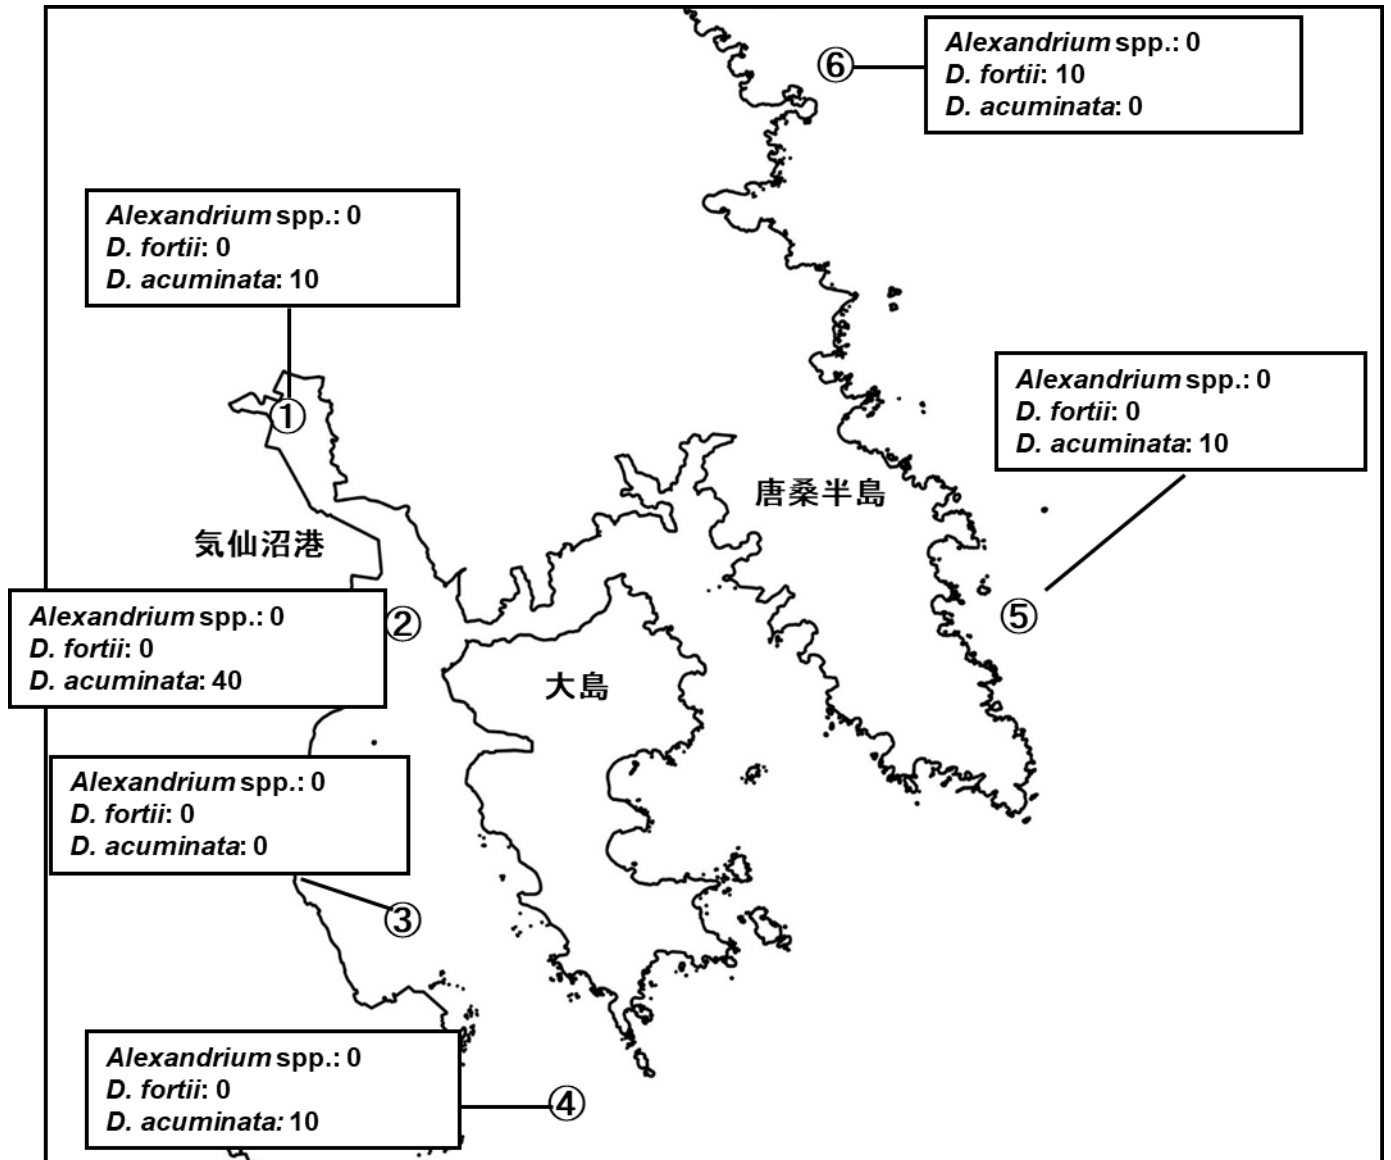 ⑥
Alexandrium spp.: 0
D. fortii: 10
D. acuminata: 0
Alexandrium spp.: 0
D. fortii: 0
D. acuminata: 10
①
Alexandrium spp.: 0
D. fortii: 0
D. acuminata: 10
唐桑半島
気仙沼港
⑤
Alexandrium spp.: 0
D. fortii: 0
D. acuminata: 40
②
大島
Alexandrium spp.: 0
D. fortii: 0
D. acuminata: 0
③
Alexandrium spp.: 0
D. fortii: 0
D. acuminata: 10
④